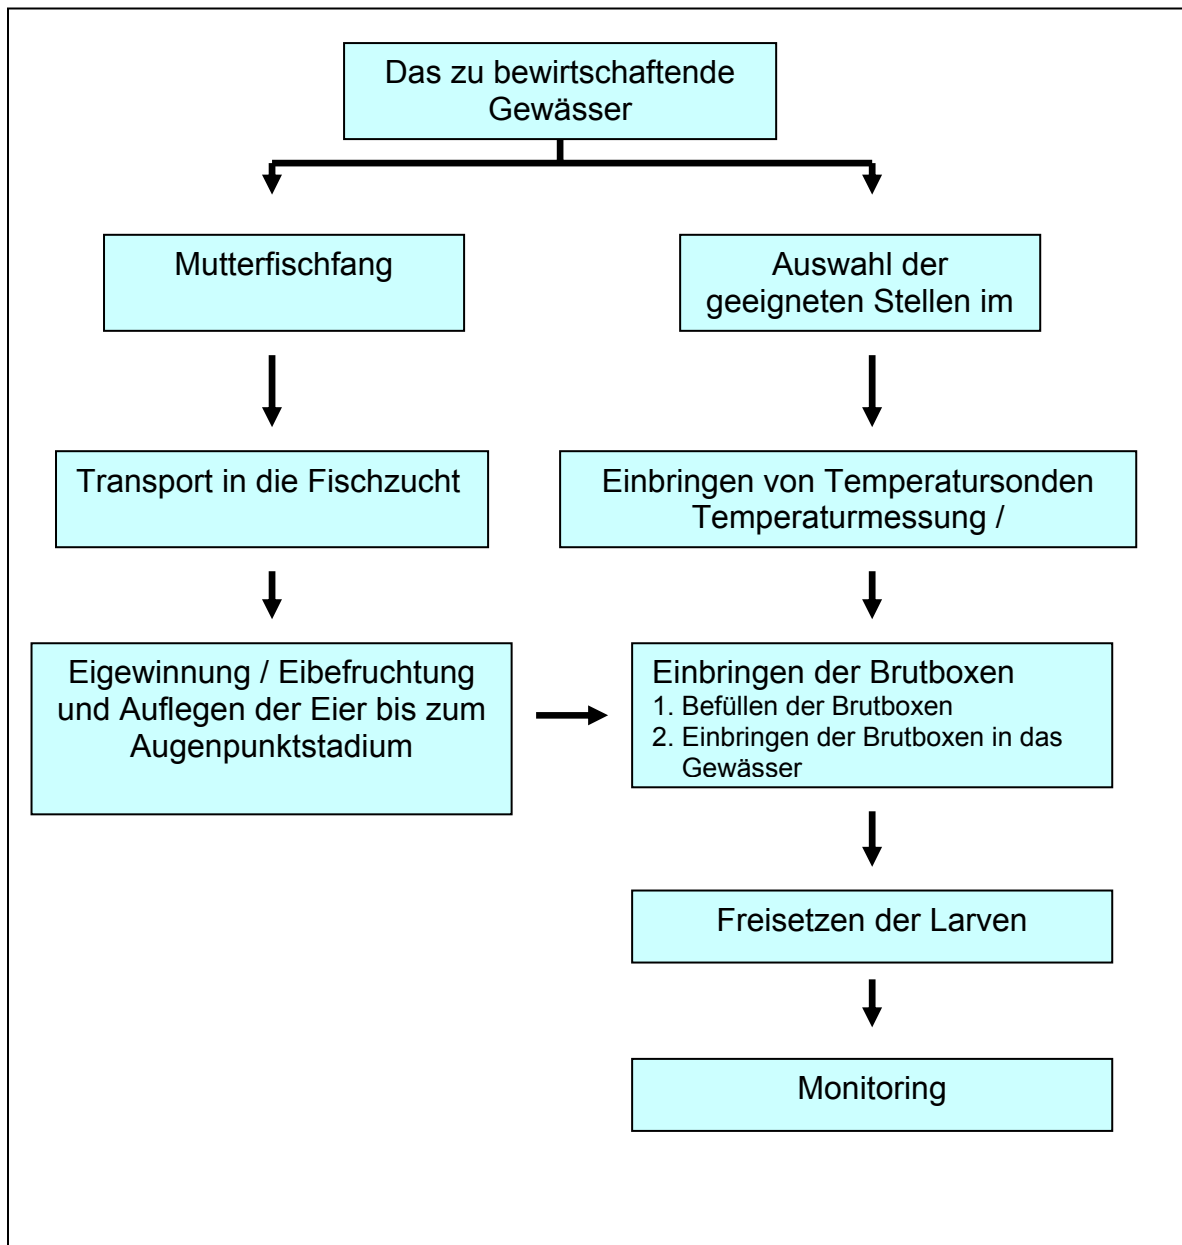 Das zu bewirtschaftende
Gewässer
Mutterfischfang
Auswahl der
geeigneten Stellen im
Transport in die Fischzucht
Einbringen von Temperatursonden
Temperaturmessung /
Eigewinnung / Eibefruchtung
und Auflegen der Eier bis zum
Augenpunktstadium
Einbringen der Brutboxen
1. Befüllen der Brutboxen
2. Einbringen der Brutboxen in das
Gewässer
Freisetzen der Larven
Monitoring